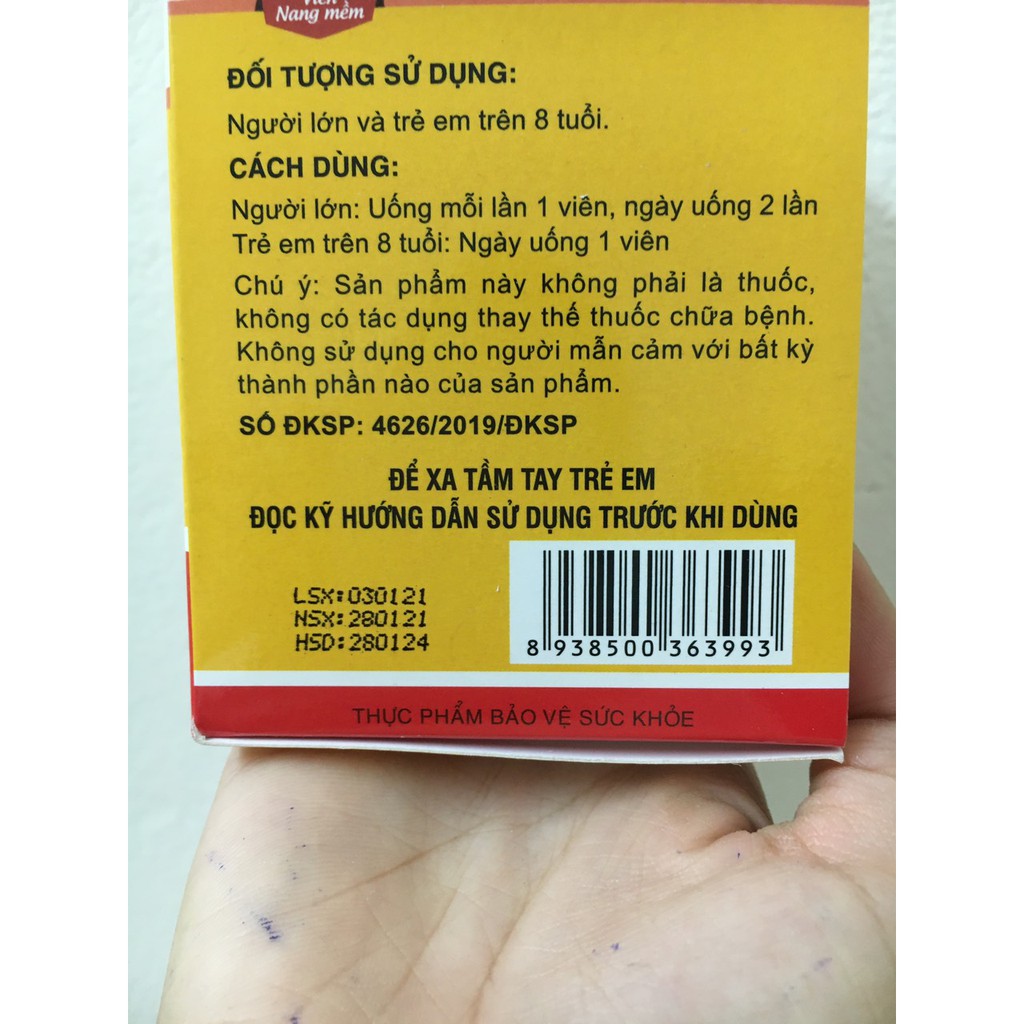 Nang mềm
ĐỐI TƯỢNG SỬ DỤNG:
Người lớn và trẻ em trên 8 tuổi.
CÁCH DÙNG:
Người lớn: Uống mỗi lần 1 viên, ngày uống 2 lần
Trẻ em trên 8 tuổi: Ngày uống 1 viên
Chú ý: Sản phẩm này không phải là thuốc,
không có tác dụng thay thế thuốc chữa bệnh.
Không sử dụng cho người mẫn cảm với bất kỳ
thành phần nào của sản phẩm.
SỐ ĐKSP: 4626/2019/ĐKSP
ĐỂ XA TẦM TAY TRẺ EM
ĐỌC KỸ HƯỚNG DẪN SỬ DỤNG TRƯỚC KHI DÙNG
LSX:030121
NSX:280121
HSD:280124
8 938500 363993
THỰC PHẨM BẢO VỆ SỨC KHỎE